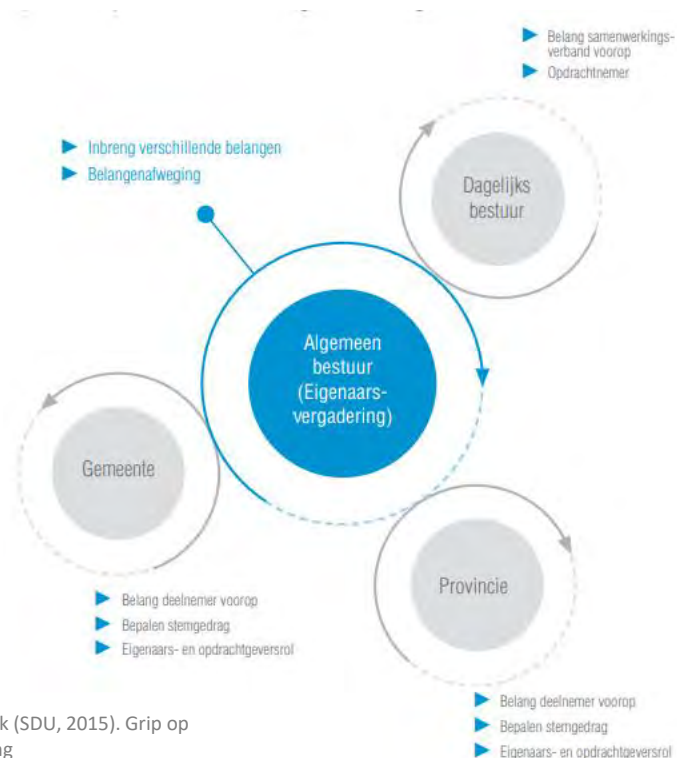 ► Belang samenwerkings-
verband voorop
► Opdrachtnemer
► Inbreng verschillende belangen
► Belangenafweging
Dagelijks
bestuur
Algemeen
bestuur
(Eigenaars-
vergadering)
Gemeente
► Belang deelnemer voorop
► Bepalen stemgedrag
► Eigenaars- en opdrachtgeversrol
Provincie
► Belang deelnemer voorop
► Bepalen stemgedrag
► Eigenaars- en opdrachtgeversrol
k (SDU, 2015). Grip op